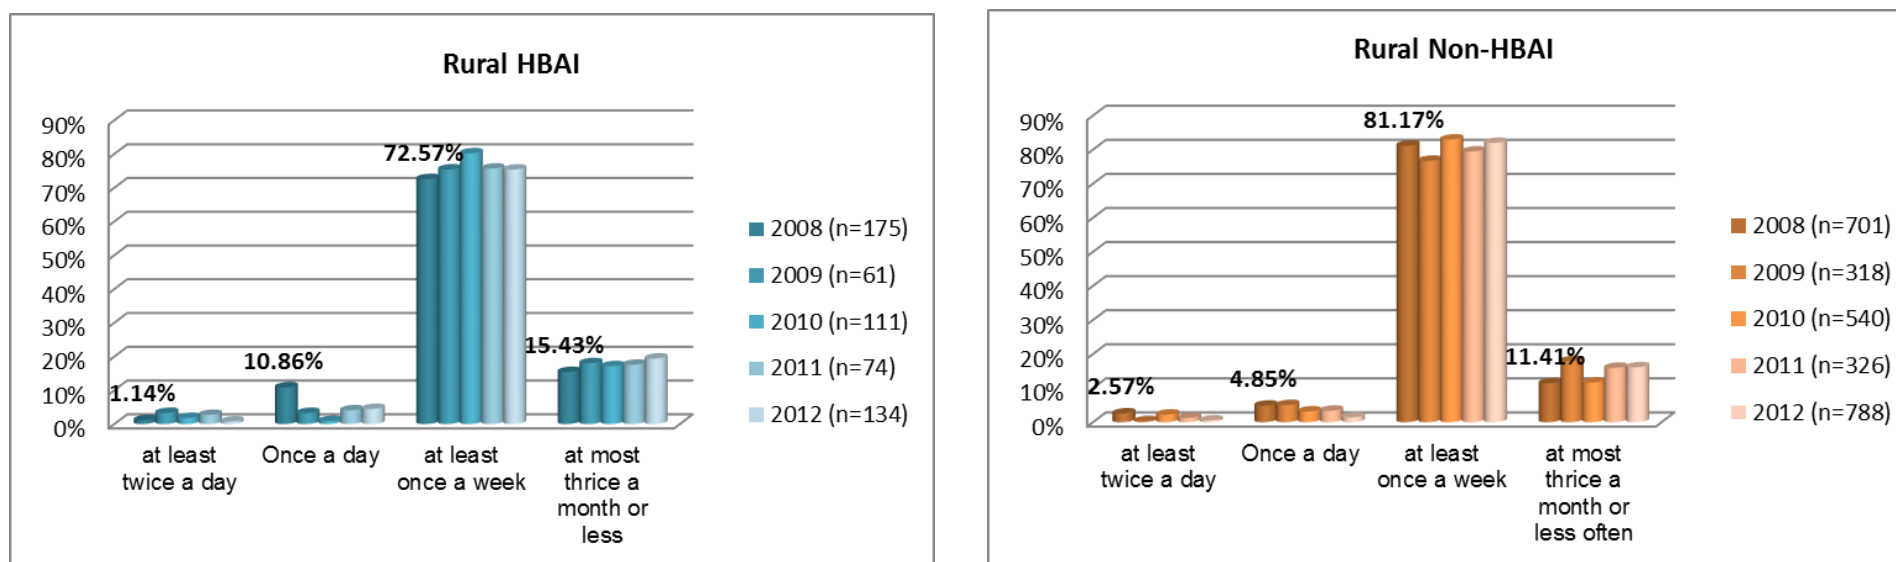 Rural HBAI
90%
80%
70%
60%
50%
40%
30%
20%
10%
0%
1.14%
10.86%
72.57%
15.43%
at least
twice a day
Once a day
at least
once a week
at most
thrice a
month or
less
2008 (n=175)
2009 (n=61)
2010 (n=111)
2011 (n=74)
2012 (n=134)
Rural Non-HBAI
90%
80%
70%
60%
50%
40%
30%
20%
10%
0%
2.57%
4.85%
81.17%
11.41%
at least
twice a day
Once a day
at least
once a week
at most
thrice a
month or
less often
2008 (n=701)
2009 (n=318)
2010 (n=540)
2011 (n=326)
2012 (n=788)